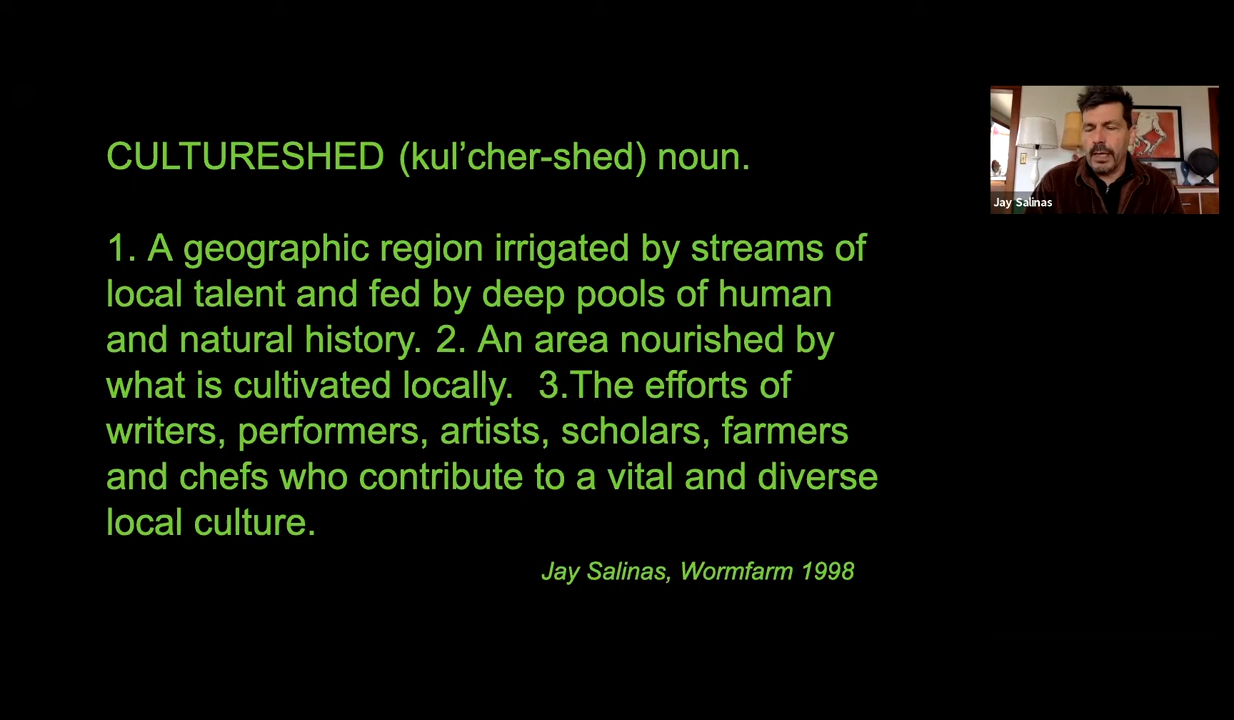 CULTURESHED (kul’cher-shed) noun.
1. A geographic region irrigated by streams of
local talent and fed by deep pools of human
and natural history. 2. An area nourished by
what is cultivated locally.  3.The efforts of
writers, performers, artists, scholars, farmers
and chefs who contribute to a vital and diverse
local culture.
Jay Salinas, Wormfarm 1998
Jay Salinas